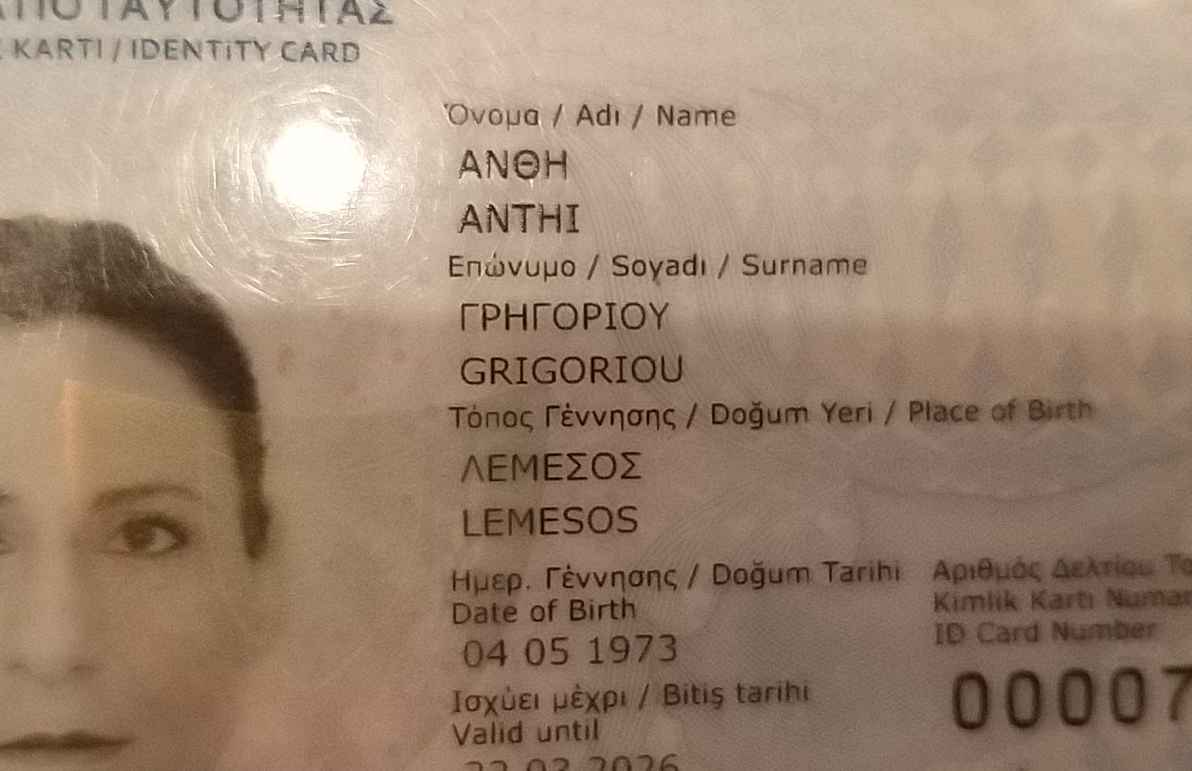 ΤΑΥΤΟΤΗΤΑΣ
KARTI / IDENTITY CARD
Όνομα / Adı / Name
ΑΝΘΗ
ANTHI
Επώνυμο / Soyadı / Surname
ΓΡΗΓΟΡΙΟΥ
GRIGORIOU
Τόπος Γέννησης / Doğum Yeri / Place of Birth
ΛΕΜΕΣΟΣ
LEMESOS
Ημερ. Γέννησης / Doğum Tarihi
Date of Birth
04 05 1973
Αριθμός Δελτίου
Kimlik Kartı
ID Card Number
00007
Ισχύει μέχρι / Bitiş tarihi
Valid until